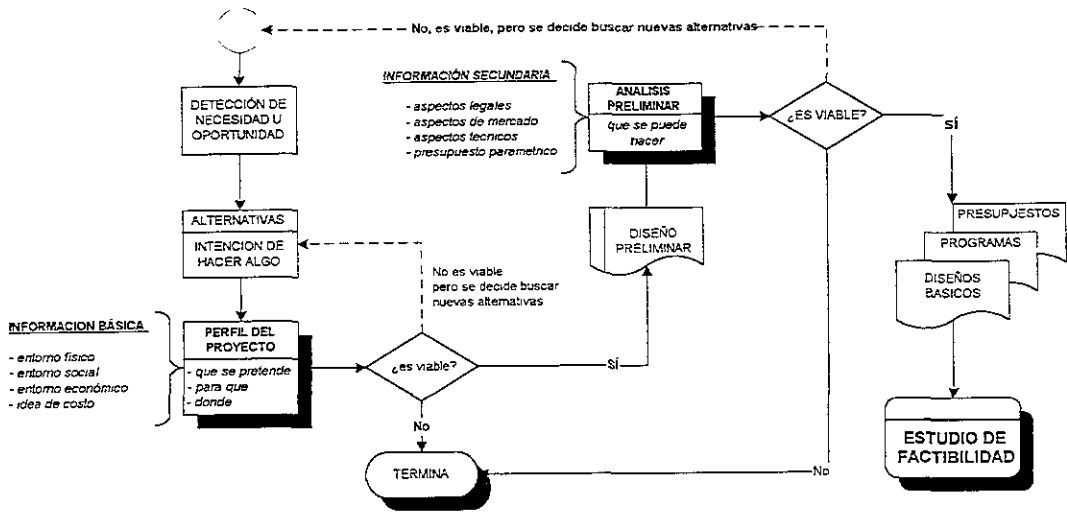 No, es viable, pero se decide buscar nuevas alternativas
DETECCIÓN DE
NECESIDAD U
OPORTUNIDAD
ALTERNATIVAS
INTENCION DE
HACER ALGO
INFORMACION BÁSICA
- entorno físico
- entorno social
- entorno económico
- idea de costo
PERFIL DEL
PROYECTO
- que se pretende
- para que
- donde
No es viable
pero se decide buscar
nuevas alternativas
¿es viable?
No
TERMINA
SÍ
DISEÑO
PRELIMINAR
INFORMACIÓN SECUNDARIA
- aspectos legales
- aspectos de mercado
- aspectos tecnicos
- presupuesto parametrico
ANALISIS
PRELIMINAR
que se puede
hacer
¿ES VIABLE?
No
SÍ
PRESUPUESTOS
PROGRAMAS
DISEÑOS
BASICOS
ESTUDIO DE
FACTIBILIDAD